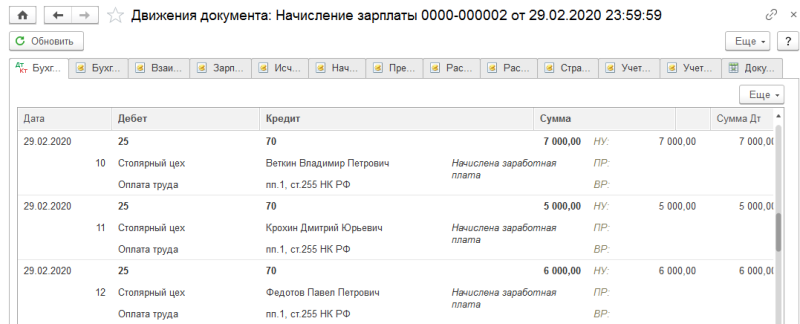 Движения документа: Начисление зарплаты 0000-000002 от 29.02.2020 23:59:59
Обновить Еще ?
Дт Кт Бухг... Бухг... Взаи... Зарп... Исч... Нач... Пре... Рас... Рас... Стра... Учет... Учет... Доку...
Еще
Дата Дебет Кредит Сумма Сумма Дт
29.02.2020 25 70 7 000,00 НУ: 7 000,00 7 000,0
10 Столярный цех Веткин Владимир Петрович Начислена заработная плата ПР:
Оплата труда пп.1, ст.255 НК РФ ВР:
29.02.2020 25 70 5 000,00 НУ: 5 000,00 5 000,0
11 Столярный цех Крохин Дмитрий Юрьевич Начислена заработная плата ПР:
Оплата труда пп.1, ст.255 НК РФ ВР:
29.02.2020 25 70 6 000,00 НУ: 6 000,00 6 000,0
12 Столярный цех Федотов Павел Петрович Начислена заработная плата ПР:
Оплата труда пп.1, ст.255 НК РФ ВР: